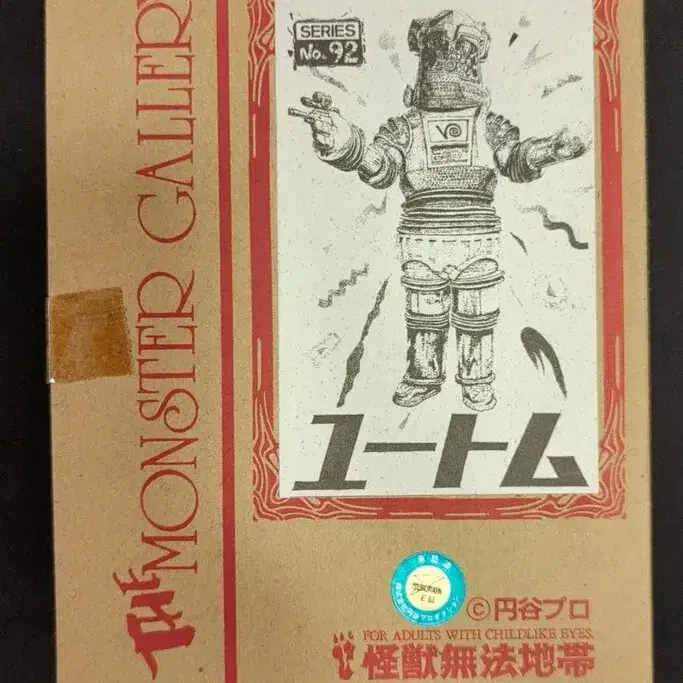 THE MONSTER GALLERY
SERIES
No. 92
ユートム
©円谷プロ
FOR ADULTS WITH CHILDLIKE EYES.
怪獣無法地帯